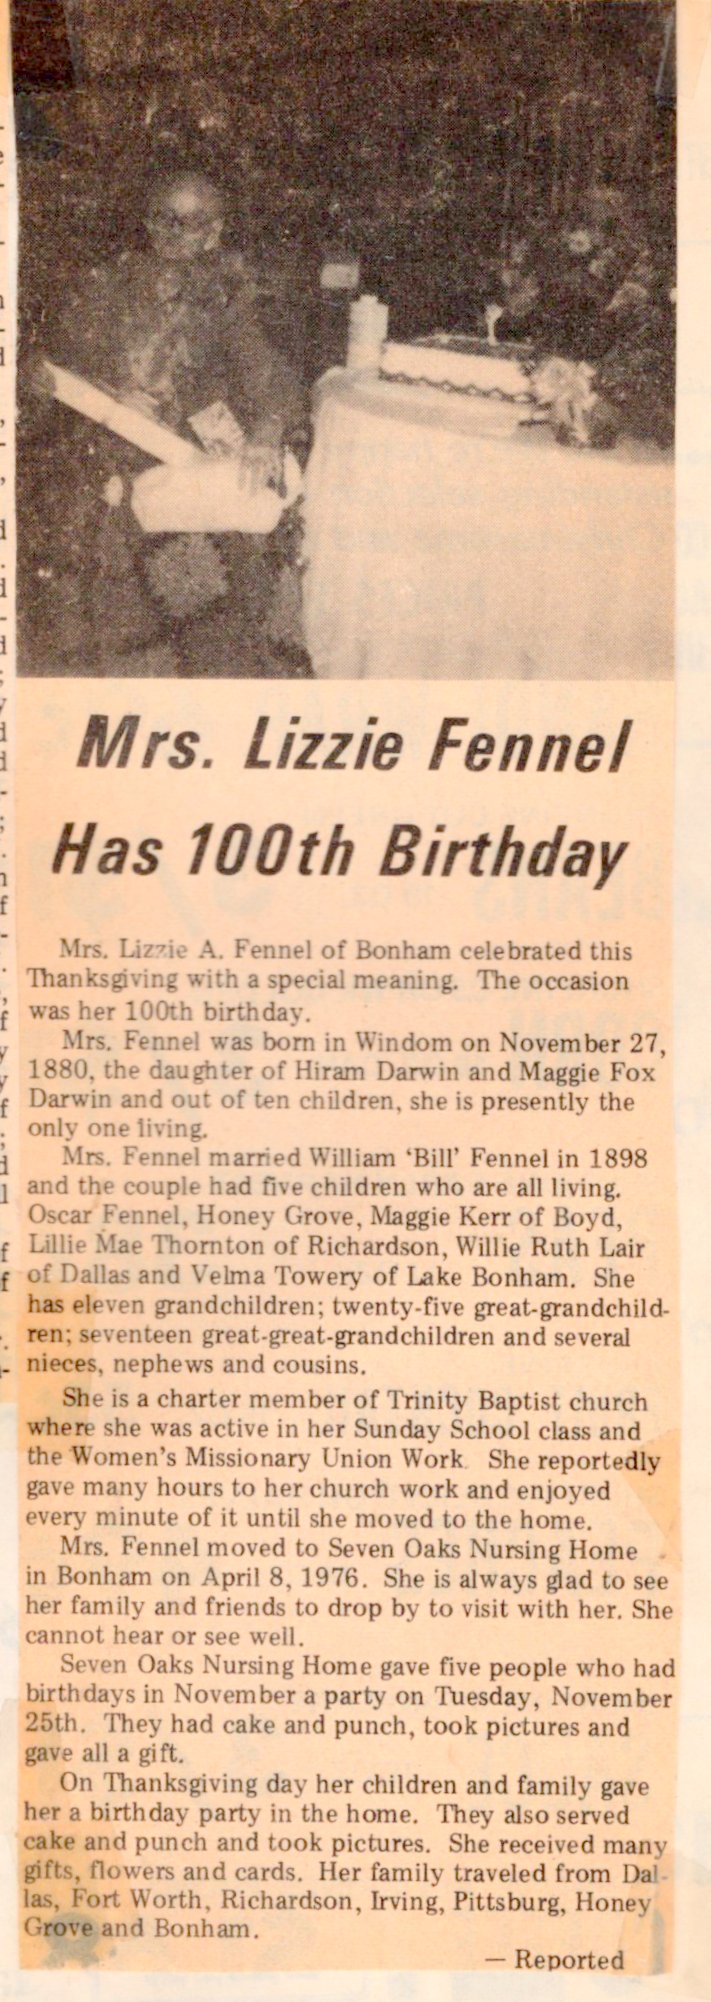 Mrs. Lizzie Fennel
Has 100th Birthday
Mrs. Lizzie A. Fennel of Bonham celebrated this
Thanksgiving with a special meaning. The occasion
was her 100th birthday.
Mrs. Fennel was born in Windom on November 27,
1880, the daughter of Hiram Darwin and Maggie Fox
Darwin and out of ten children, she is presently the
only one living.
Mrs. Fennel married William ‘Bill’ Fennel in 1898
and the couple had five children who are all living.
Oscar Fennel, Honey Grove, Maggie Kerr of Boyd,
Lillie Mae Thornton of Richardson, Willie Ruth Lair
of Dallas and Velma Towery of Lake Bonham. She
has eleven grandchildren; twenty-five great-grandchild-
ren; seventeen great-great-grandchildren and several
nieces, nephews and cousins.
She is a charter member of Trinity Baptist church
where she was active in her Sunday School class and
the Women's Missionary Union Work. She reportedly
gave many hours to her church work and enjoyed
every minute of it until she moved to the home.
Mrs. Fennel moved to Seven Oaks Nursing Home
in Bonham on April 8, 1976. She is always glad to see
her family and friends to drop by to visit with her. She
cannot hear or see well.
Seven Oaks Nursing Home gave five people who had
birthdays in November a party on Tuesday, November
25th. They had cake and punch, took pictures and
gave all a gift.
On Thanksgiving day her children and family gave
her a birthday party in the home. They also served
cake and punch and took pictures. She received many
gifts, flowers and cards. Her family traveled from Dal-
las, Fort Worth, Richardson, Irving, Pittsburg, Honey
Grove and Bonham.
— Reported